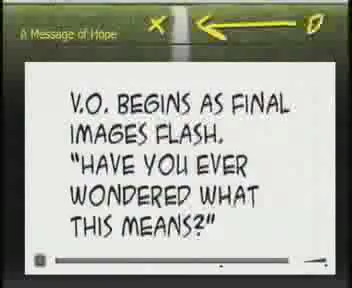 A Message of Hope
X O
V.O. BEGINS AS FINAL
IMAGES FLASH.
"HAVE YOU EVER
WONDERED WHAT
THIS MEANS?"